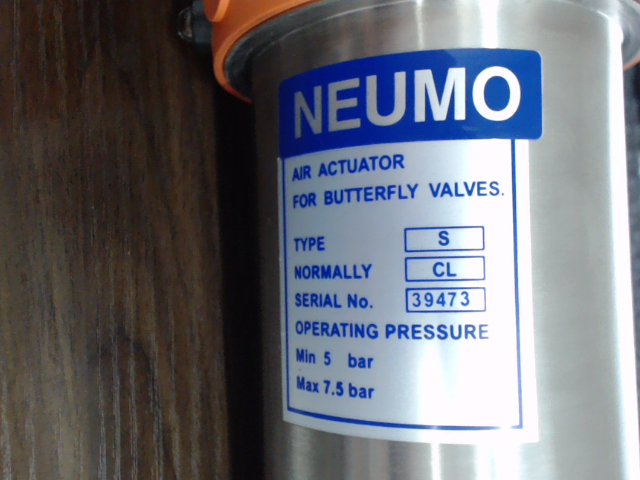 NEUMO
AIR ACTUATOR
FOR BUTTERFLY VALVES.
TYPE S
NORMALLY CL
SERIAL No. 39473
OPERATING PRESSURE
Min 5 bar
Max 7.5 bar